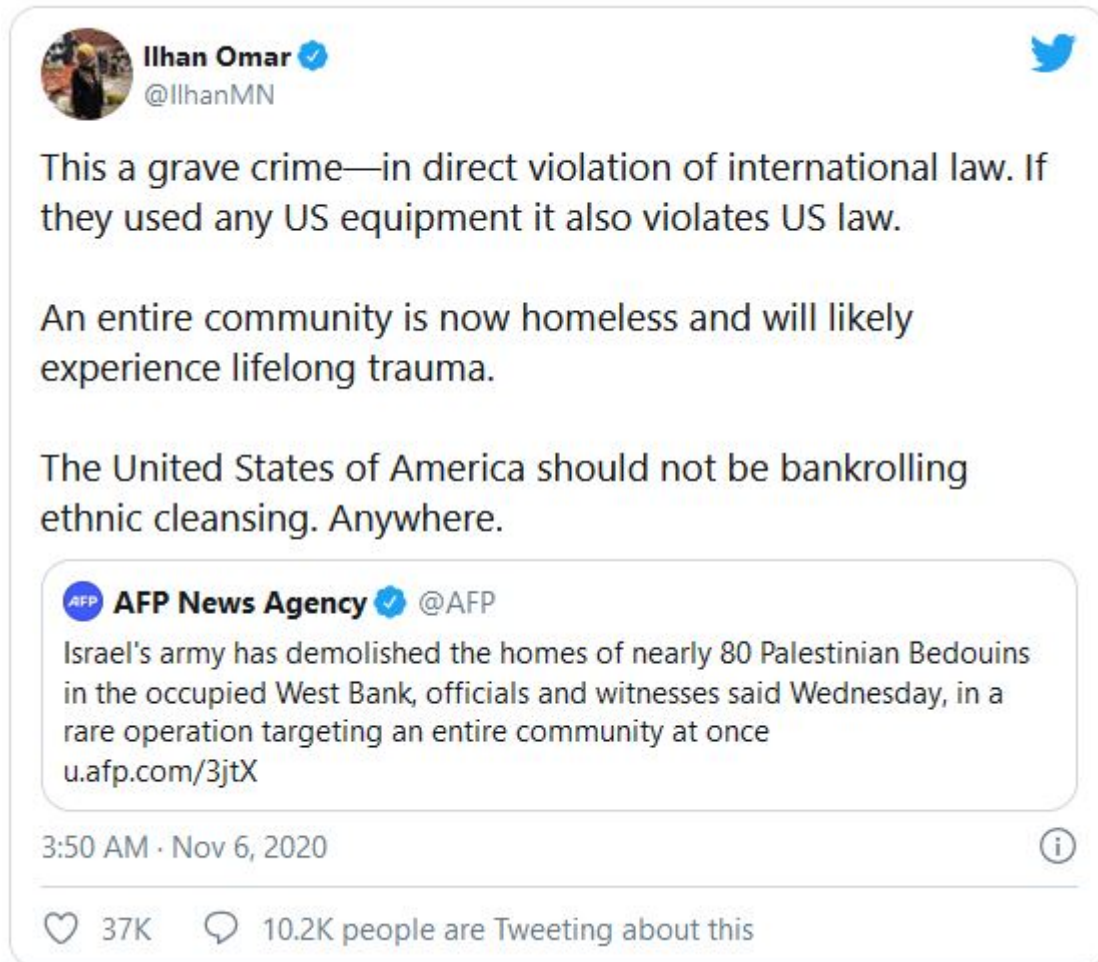 Ilhan Omar
@IlhanMN
This a grave crime—in direct violation of international law. If
they used any US equipment it also violates US law.
An entire community is now homeless and will likely
experience lifelong trauma.
The United States of America should not be bankrolling
ethnic cleansing. Anywhere.
AFP AFP News Agency @AFP
Israel's army has demolished the homes of nearly 80 Palestinian Bedouins
in the occupied West Bank, officials and witnesses said Wednesday, in a
rare operation targeting an entire community at once
u.afp.com/3jtX
3:50 AM · Nov 6, 2020
37K 10.2K people are Tweeting about this